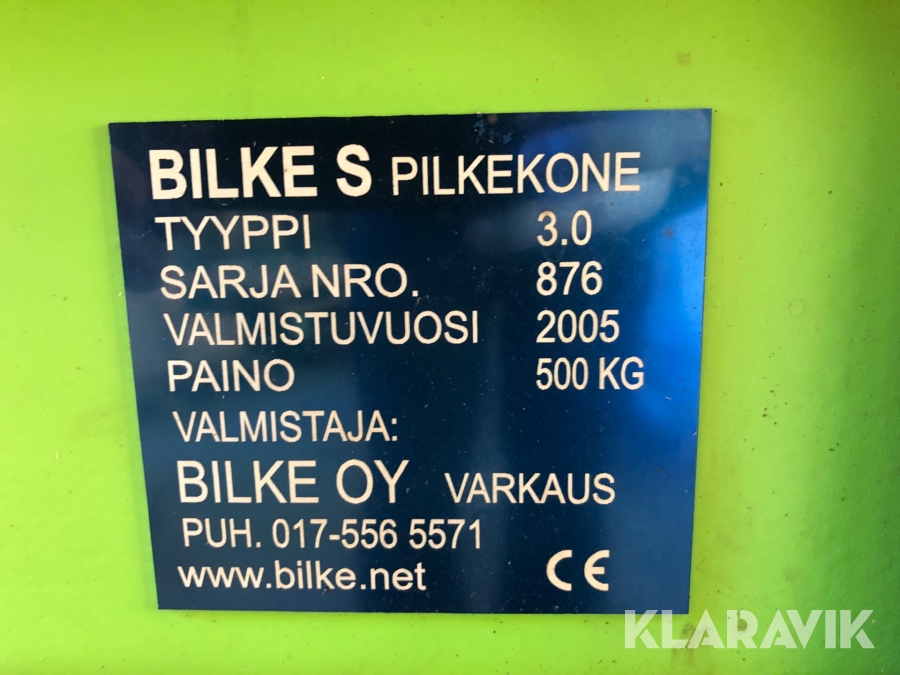 BILKE S PILKEKONE
TYYPPI 3.0
SARJA NRO. 876
VALMISTUVUOSI 2005
PAINO 500 KG
VALMISTAJA:
BILKE OY VARKAUS
PUH. 017-556 5571
www.bilke.net CE
KLARAVIK